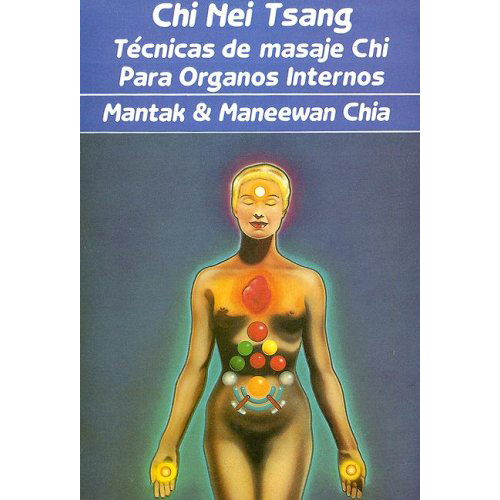 Chi Nei Tsang
Técnicas de masaje Chi
Para Organos Internos
Mantak & Maneewan Chia